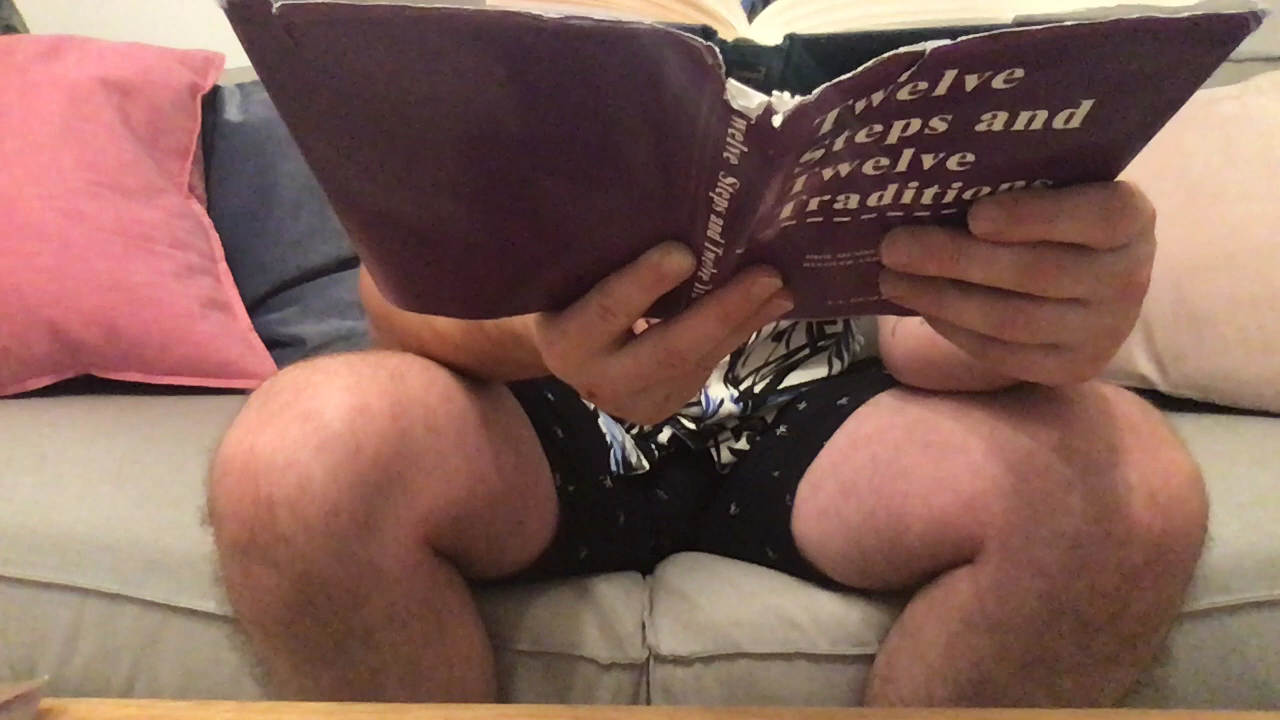 Twelve
Steps and
Twelve
Traditions
Twelve Steps and Twelve